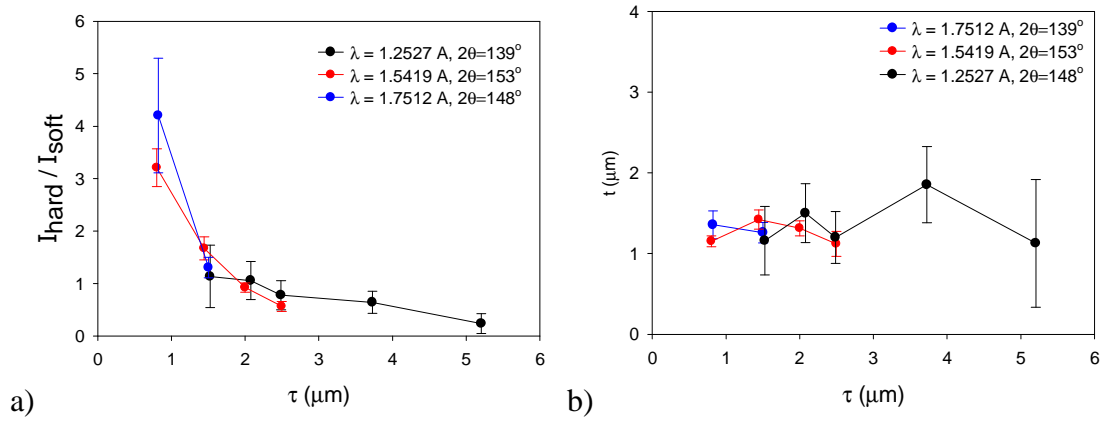 6
5
4
3
2
1
0
I_hard / I_soft
λ = 1.2527 A, 2θ=139°
λ = 1.5419 A, 2θ=153°
λ = 1.7512 A, 2θ=148°
0 1 2 3 4 5 6
τ (μm)
a)
4
3
2
1
0
t (μm)
λ = 1.7512 A, 2θ=139°
λ = 1.5419 A, 2θ=153°
λ = 1.2527 A, 2θ=148°
0 1 2 3 4 5 6
τ (μm)
b)